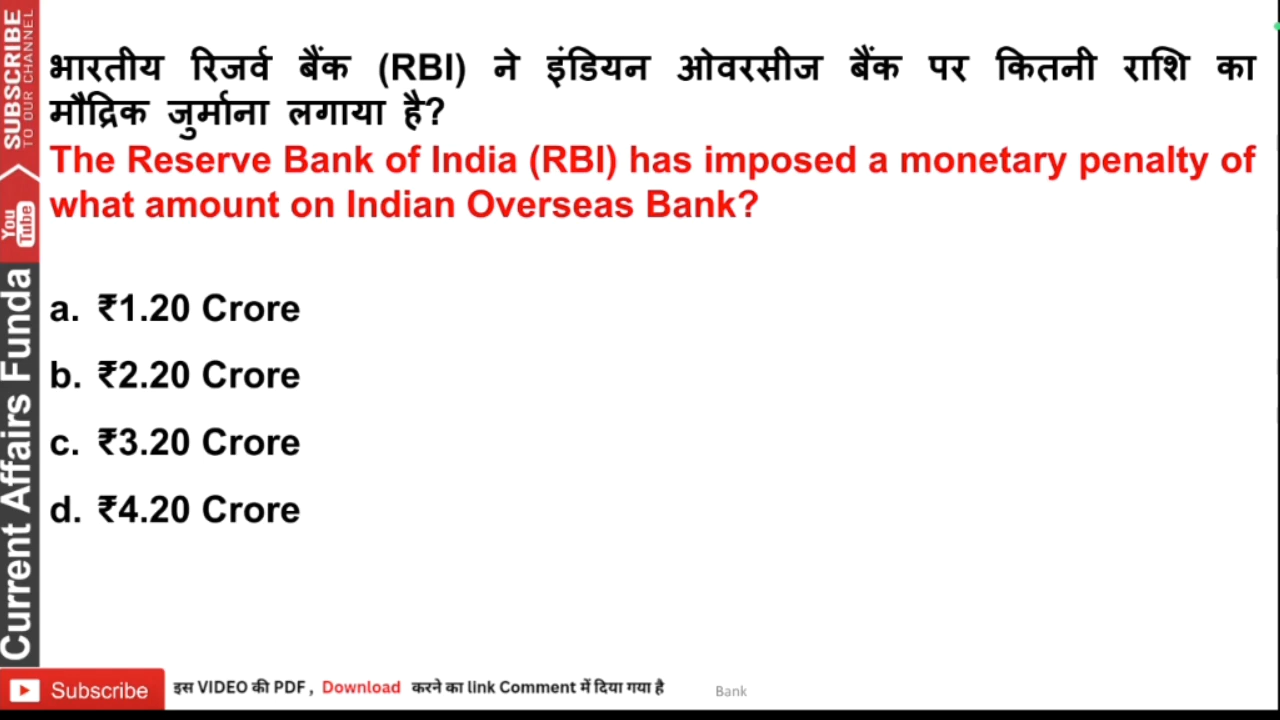 भारतीय रिजर्व बैंक (RBI) ने इंडियन ओवरसीज बैंक पर कितनी राशि का
मौद्रिक जुर्माना लगाया है?
The Reserve Bank of India (RBI) has imposed a monetary penalty of
what amount on Indian Overseas Bank?
a. ₹1.20 Crore
b. ₹2.20 Crore
c. ₹3.20 Crore
d. ₹4.20 Crore
SUBSCRIBE
TO OUR CHANNEL
You
Tube
Current Affairs Funda
Subscribe
इस VIDEO की PDF , Download करने का link Comment में दिया गया है
Bank